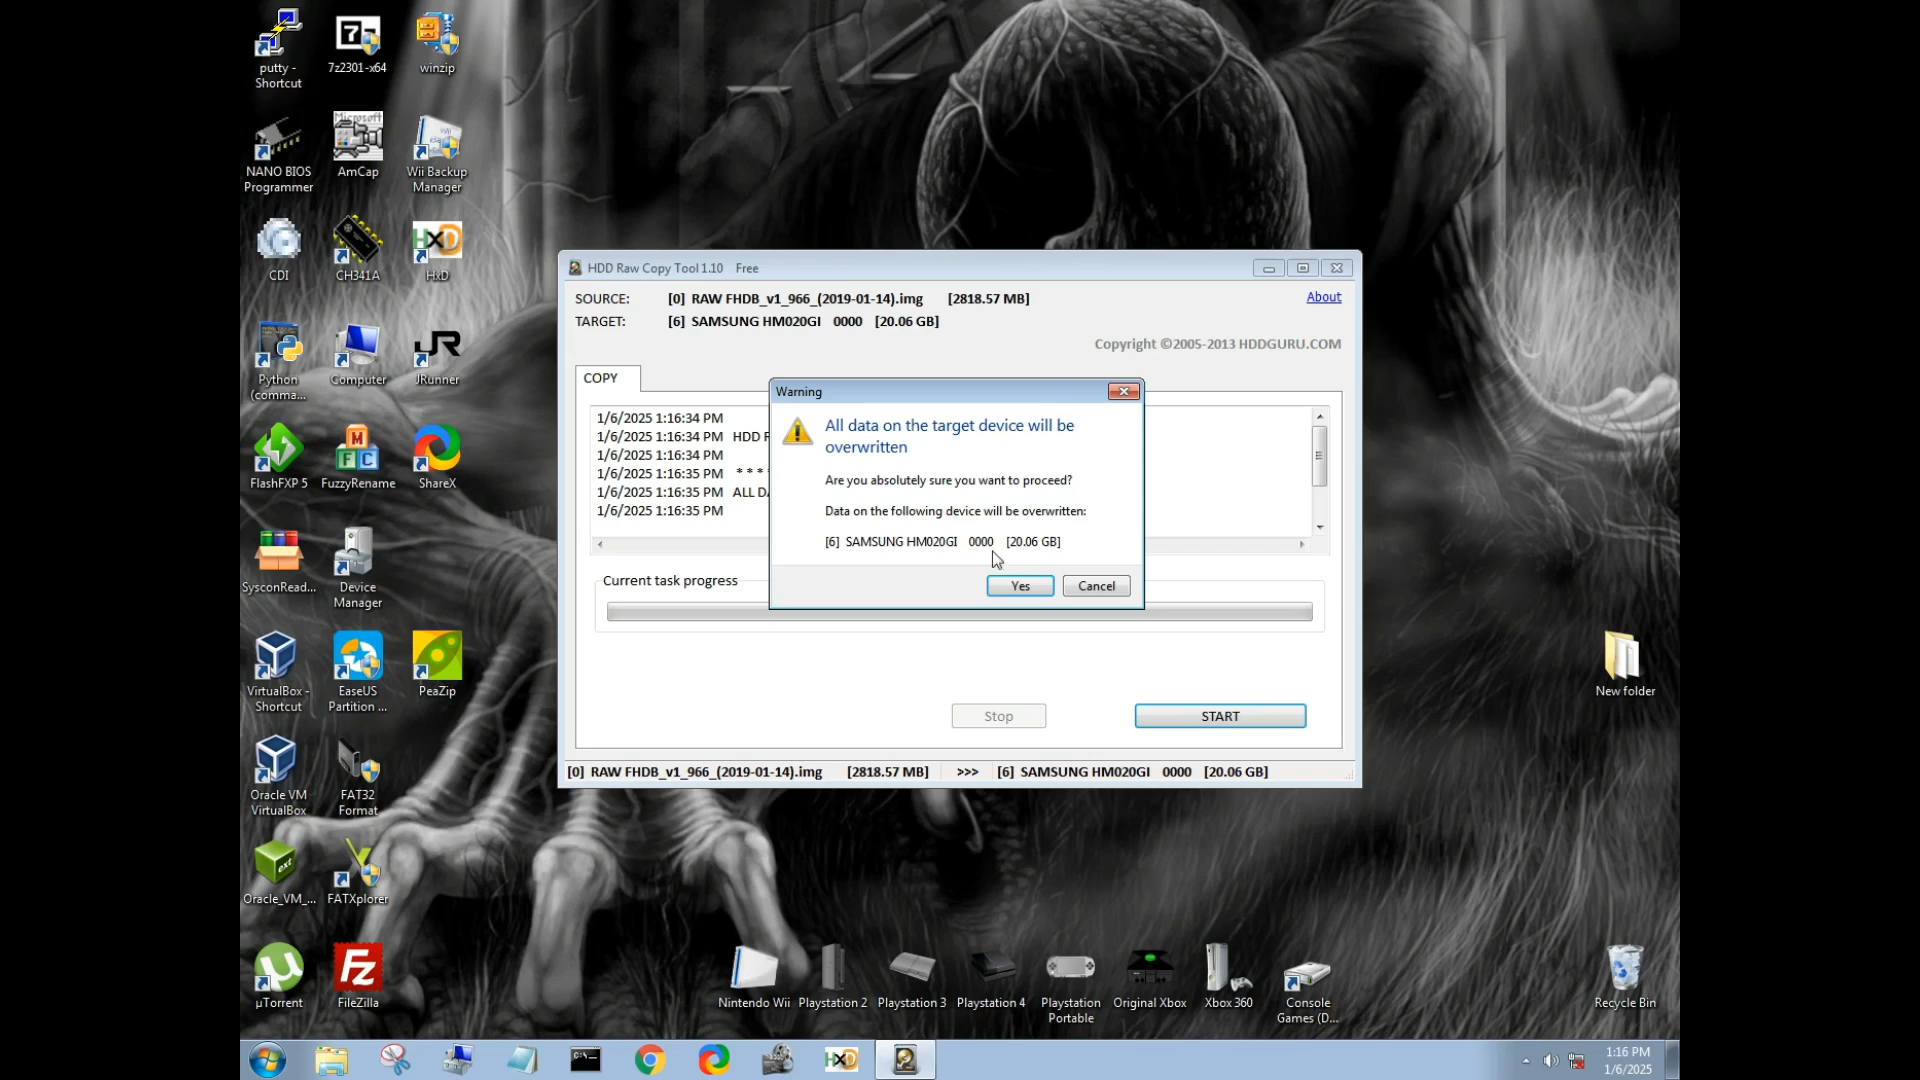 putty - Shortcut
7z2301-x64
winzip
NANO BIOS Programmer
Microsoft
AmCap
Wii Backup Manager
CDI
CH341A
HxD
HxD
Python (comma...
Computer
JR
JRunner
FlashFXP 5
MFC
FuzzyRename
ShareX
SysconRead...
Device Manager
VirtualBox - Shortcut
EaseUS Partition ...
PeaZip
Oracle VM VirtualBox
FAT32 Format
ext
Oracle_VM_...
FATXplorer
µTorrent
Fz
FileZilla
HDD Raw Copy Tool 1.10   Free
SOURCE: [0] RAW FHDB_v1_966_(2019-01-14).img [2818.57 MB]
About
TARGET: [6] SAMSUNG HM020GI 0000 [20.06 GB]
Copyright ©2005-2013 HDDGURU.COM
COPY
1/6/2025 1:16:34 PM
1/6/2025 1:16:34 PM HDD R
1/6/2025 1:16:34 PM
1/6/2025 1:16:35 PM * * *
1/6/2025 1:16:35 PM ALL DA
1/6/2025 1:16:35 PM
Warning
All data on the target device will be
overwritten
Are you absolutely sure you want to proceed?
Data on the following device will be overwritten:
[6] SAMSUNG HM020GI 0000 [20.06 GB]
Yes
Cancel
Current task progress
Stop
START
[0] RAW FHDB_v1_966_(2019-01-14).img [2818.57 MB] >>> [6] SAMSUNG HM020GI 0000 [20.06 GB]
New folder
Nintendo Wii
Playstation 2
Playstation 3
Playstation 4
Playstation Portable
Original Xbox
Xbox 360
Console Games (D...
Recycle Bin
C:\
HXD
1:16 PM
1/6/2025